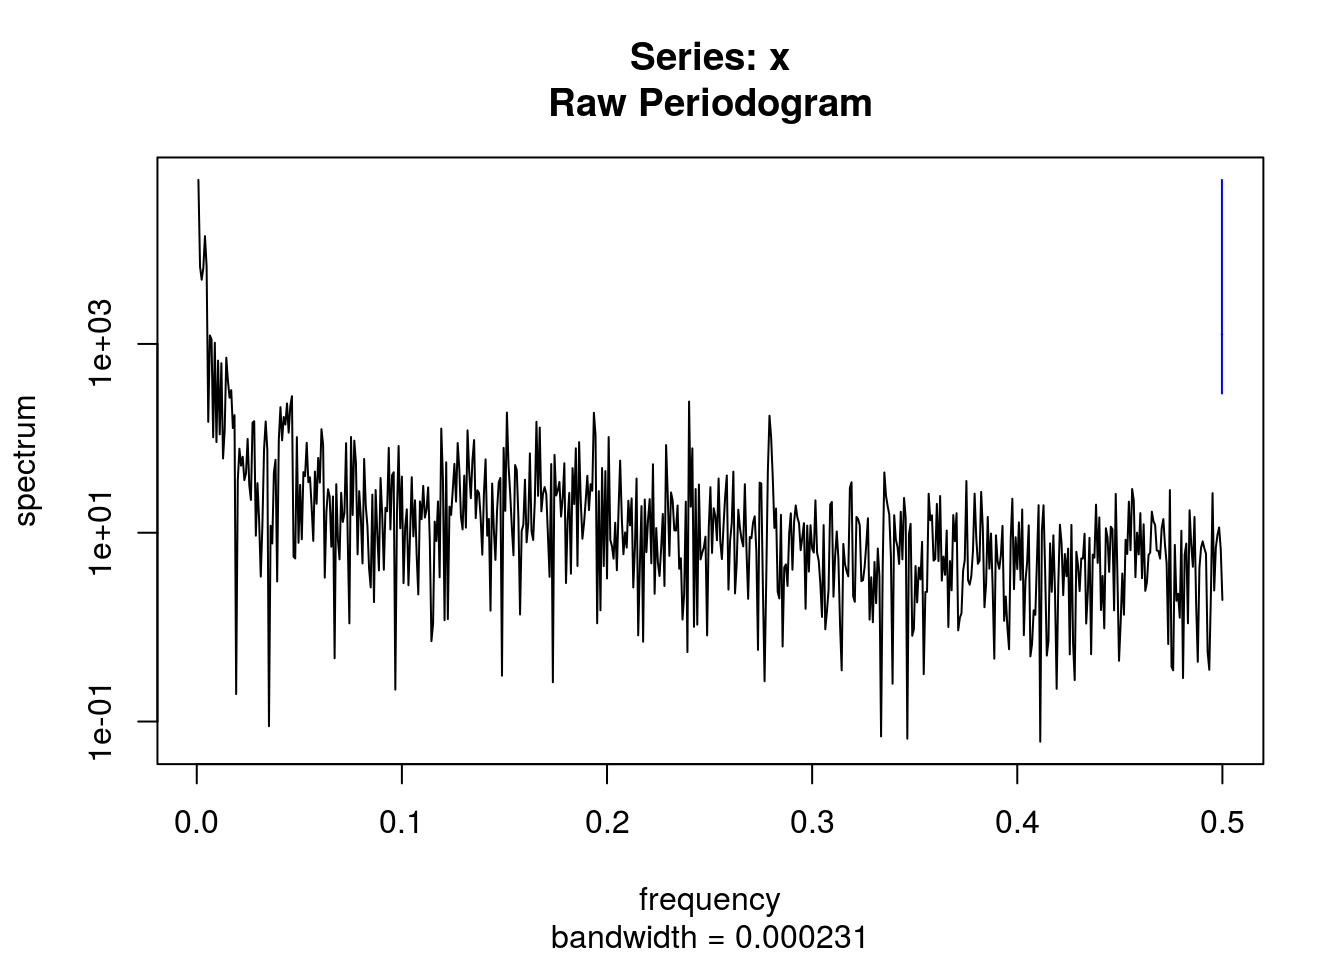 Series: x
Raw Periodogram
spectrum
1e+03
1e+01
1e-01
0.0 0.1 0.2 0.3 0.4 0.5
frequency
bandwidth = 0.000231